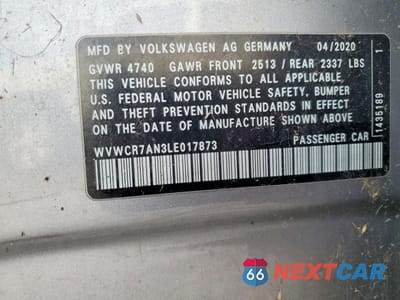 MFD BY VOLKSWAGEN AG GERMANY 04/2020
GVWR 4740 GAWR FRONT 2513 / REAR 2337 LBS
THIS VEHICLE CONFORMS TO ALL APPLICABLE
U.S. FEDERAL MOTOR VEHICLE SAFETY, BUMPER
AND THEFT PREVENTION STANDARDS IN EFFECT
ON THE DATE OF MANUFACTURE SHOWN ABOVE.
WVWCR7AN3LE017873 PASSENGER CAR
1435189 1
66 NEXTCAR